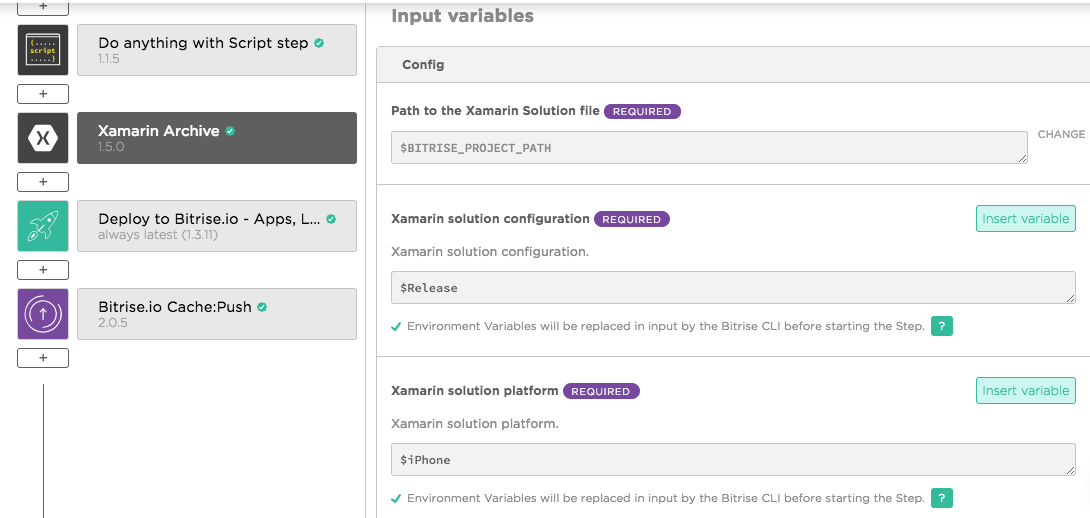 +
{.....
script
.....}
Do anything with Script step
1.1.5
+
X
Xamarin Archive
1.5.0
+
Deploy to Bitrise.io - Apps, L...
always latest (1.3.11)
+
Bitrise.io Cache:Push
2.0.5
+
Input variables
Config
Path to the Xamarin Solution file REQUIRED
$BITRISE_PROJECT_PATH
CHANGE
Xamarin solution configuration REQUIRED
Insert variable
Xamarin solution configuration.
$Release
Environment Variables will be replaced in input by the Bitrise CLI before starting the Step. ?
Xamarin solution platform REQUIRED
Insert variable
Xamarin solution platform.
$iPhone
Environment Variables will be replaced in input by the Bitrise CLI before starting the Step. ?